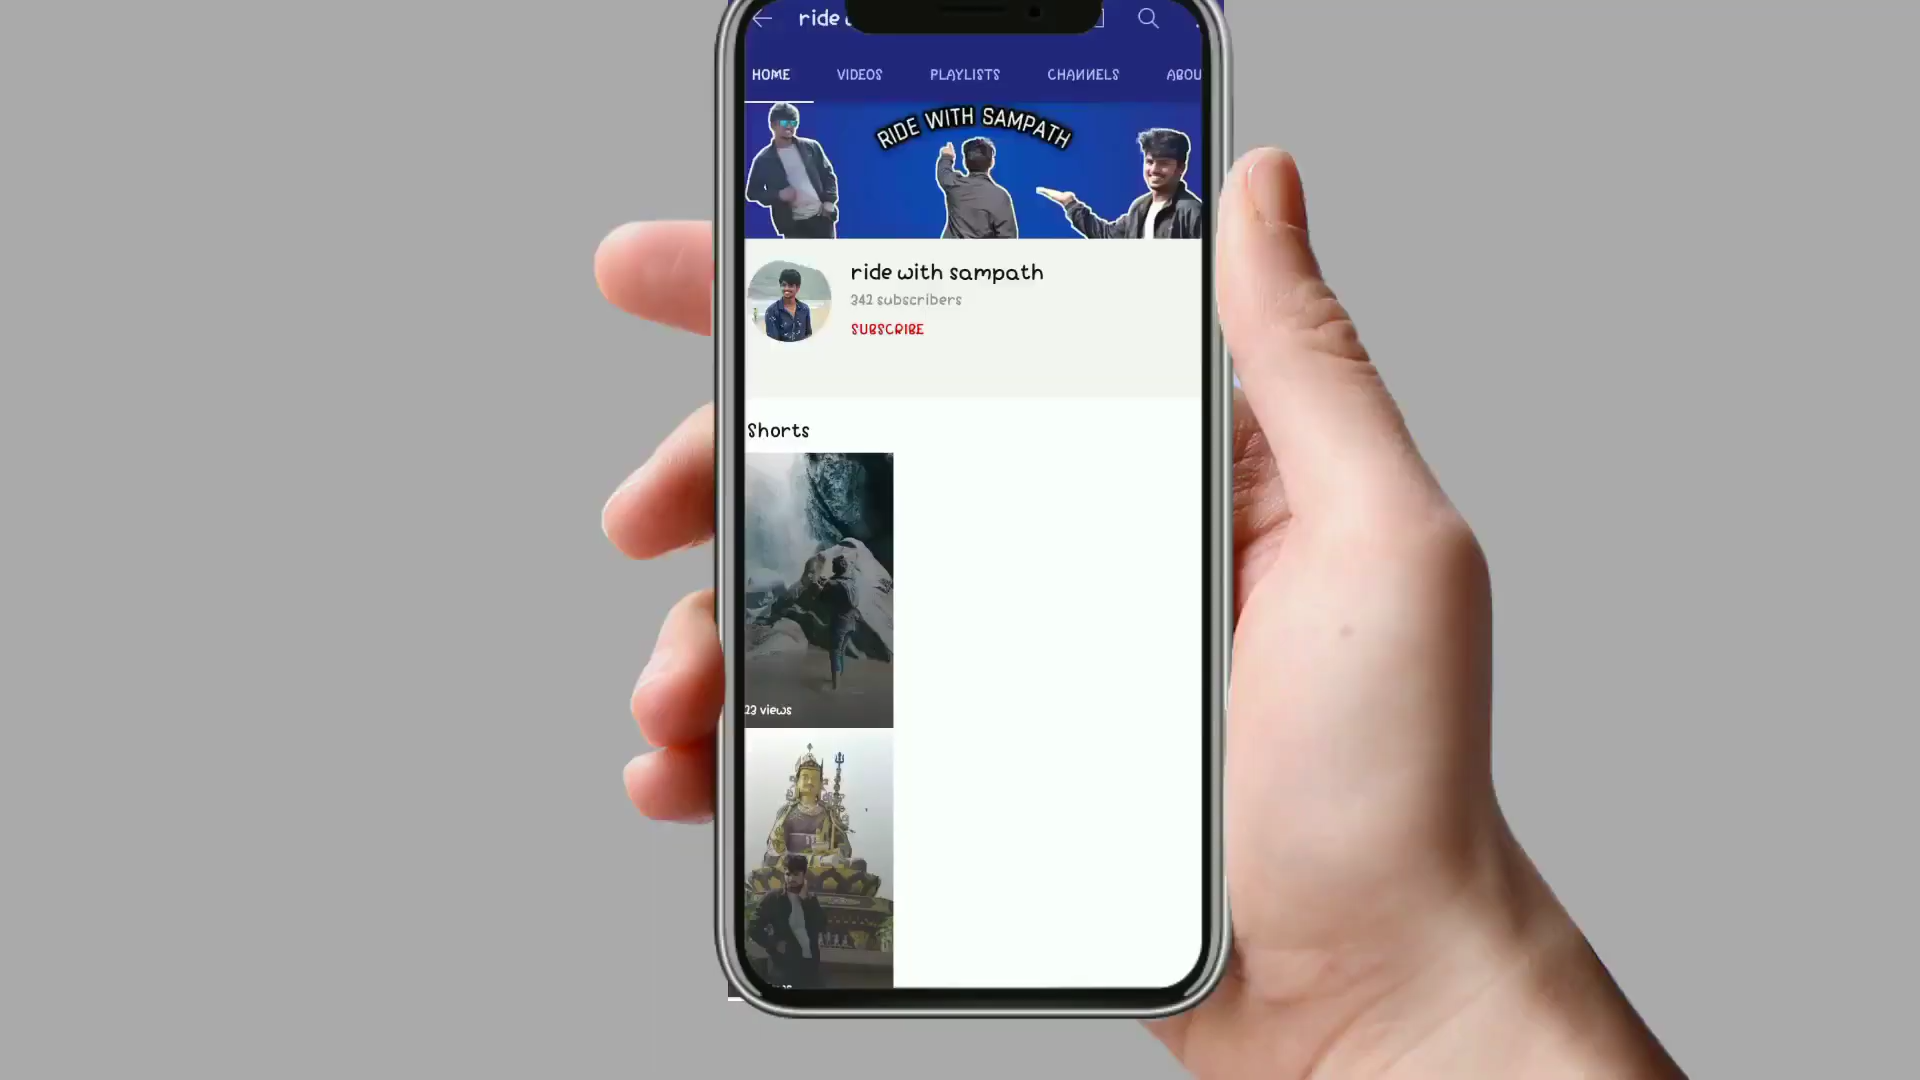 ride
HOME VIDEOS PLAYLISTS CHANNELS ABOU
RIDE WITH SAMPATH
ride with sampath
342 subscribers
SUBSCRIBE
Shorts
23 views